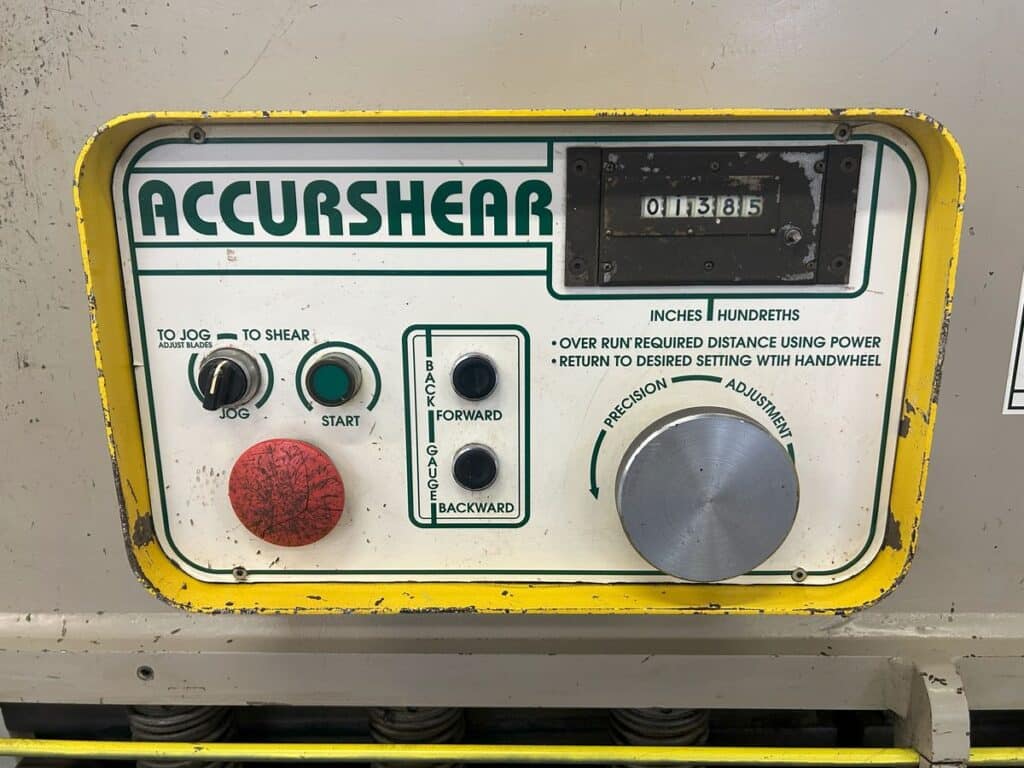 ACCURSHEAR
01385
INCHES HUNDRETHS
• OVER RUN REQUIRED DISTANCE USING POWER
• RETURN TO DESIRED SETTING WTIH HANDWHEEL
TO JOG TO SHEAR
ADJUST BLADES
JOG
START
BACK GAUGE
FORWARD
BACKWARD
PRECISION ADJUSTMENT